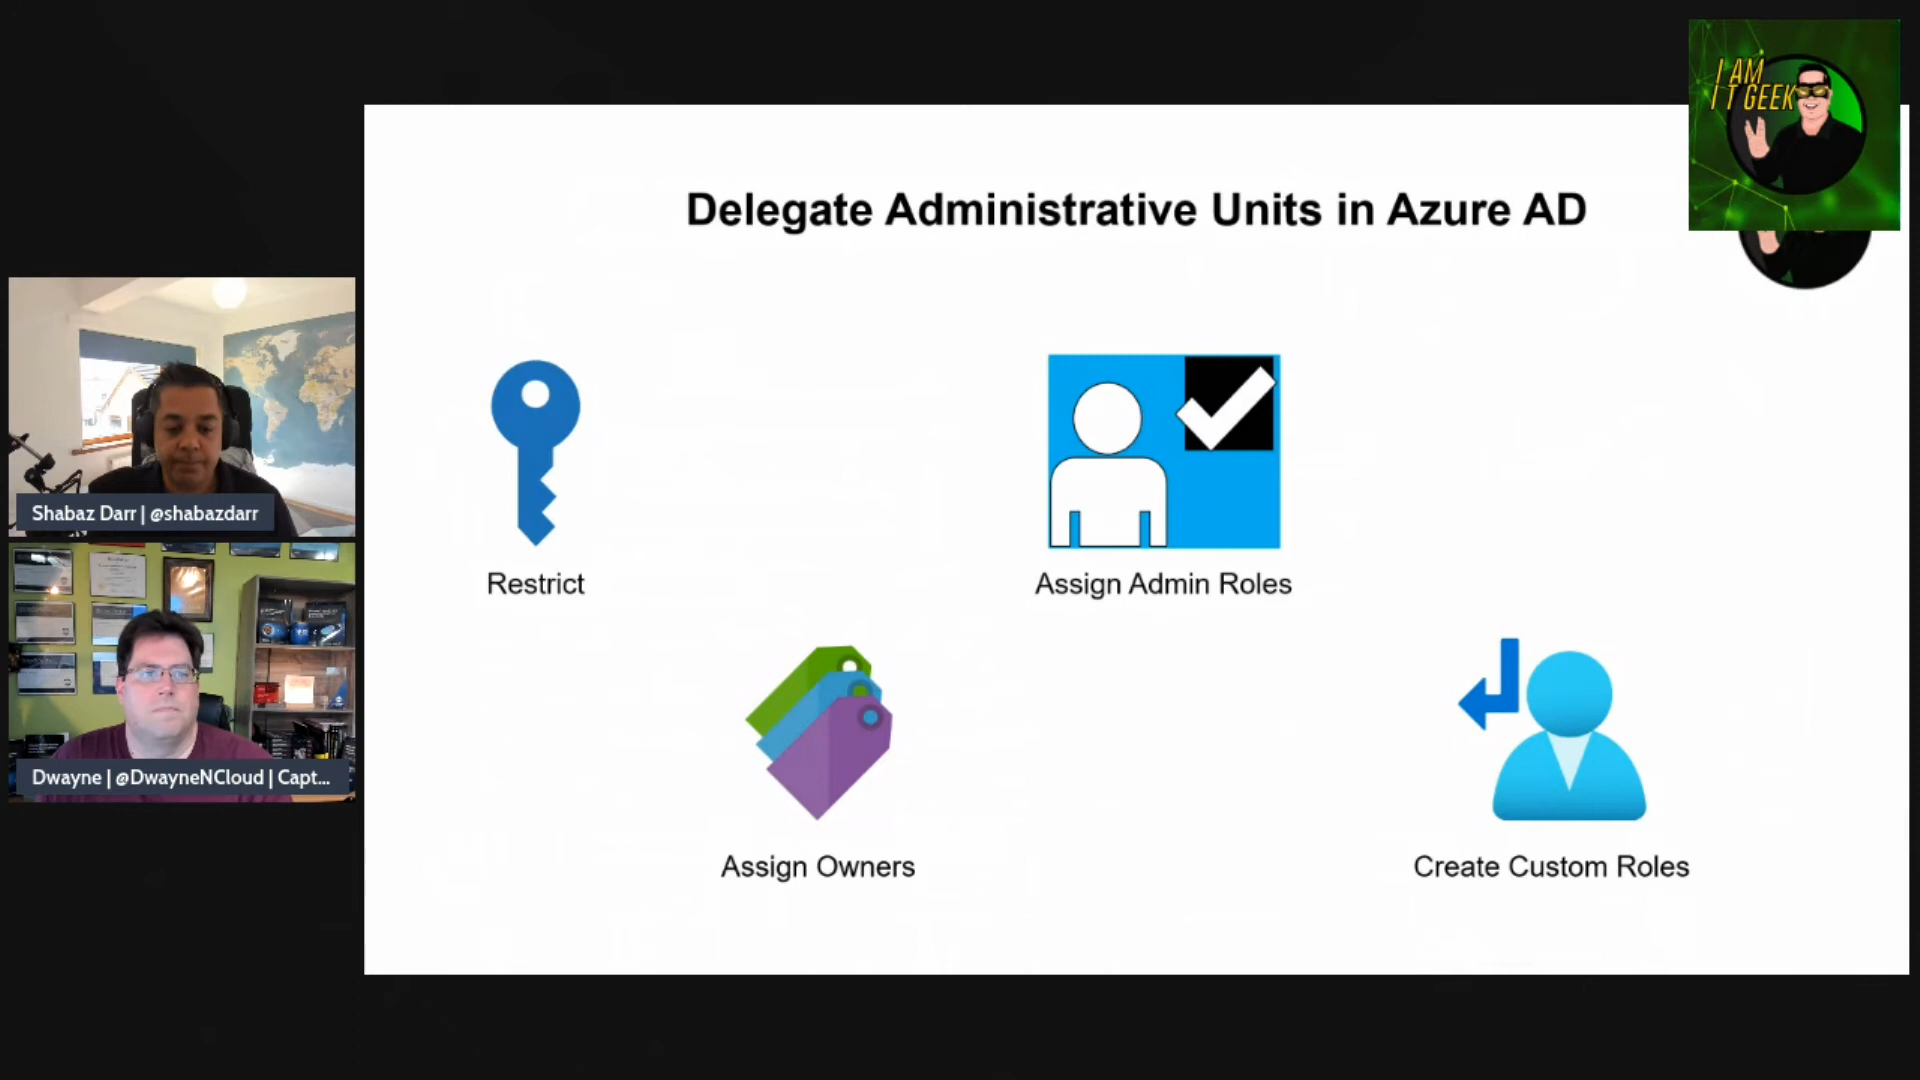 I AM
I T GEEK
Delegate Administrative Units in Azure AD
Restrict
Assign Admin Roles
Assign Owners
Create Custom Roles
Shabaz Darr | @shabazdarr
Dwayne | @DwayneNCloud | Capt...